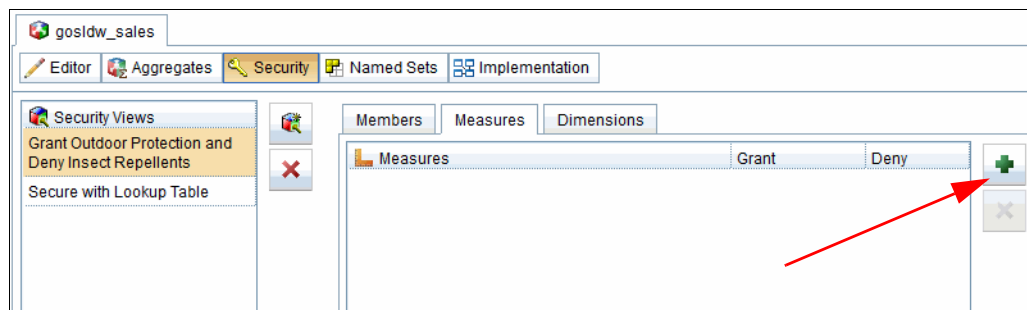 gosldw_sales
Editor Aggregates Security Named Sets Implementation
Security Views
Grant Outdoor Protection and
Deny Insect Repellents
Secure with Lookup Table
Members Measures Dimensions
Measures Grant Deny